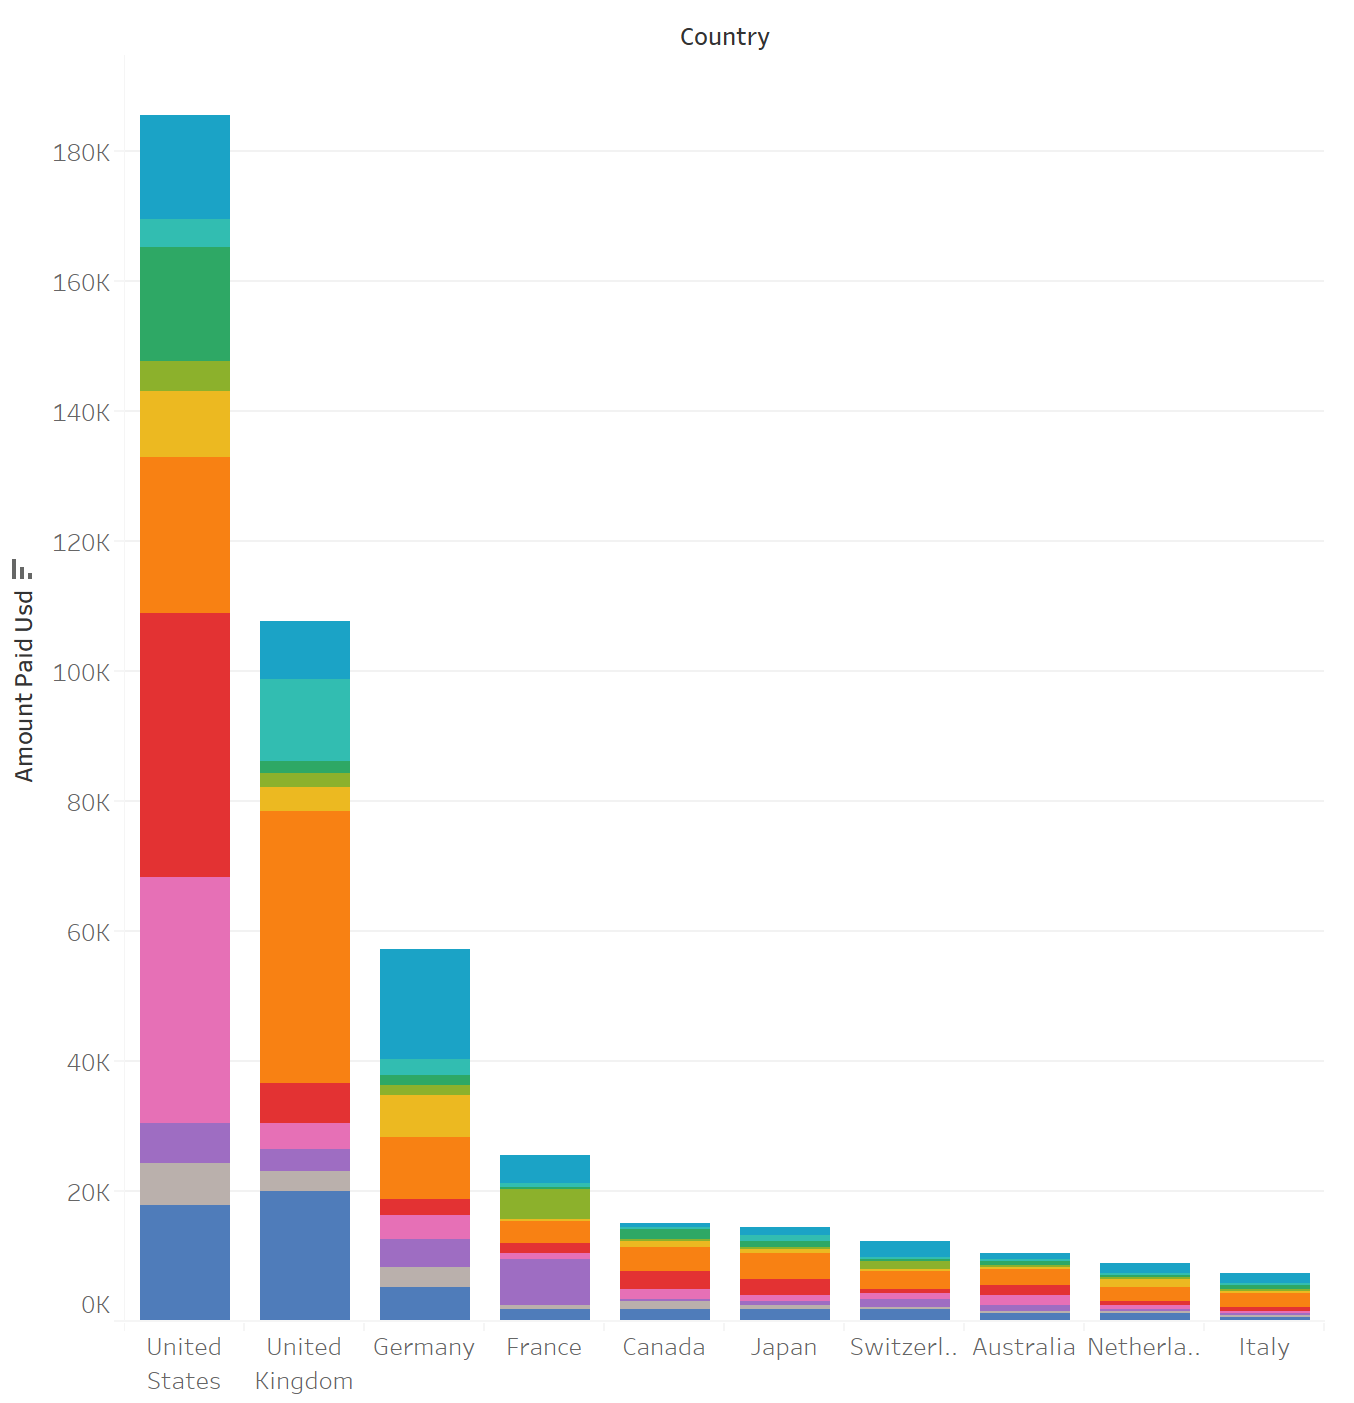 Country
180K
160K
140K
120K
100K
80K
60K
40K
20K
0K
Amount Paid Usd
United States
United Kingdom
Germany
France
Canada
Japan
Switzerl..
Australia
Netherla..
Italy